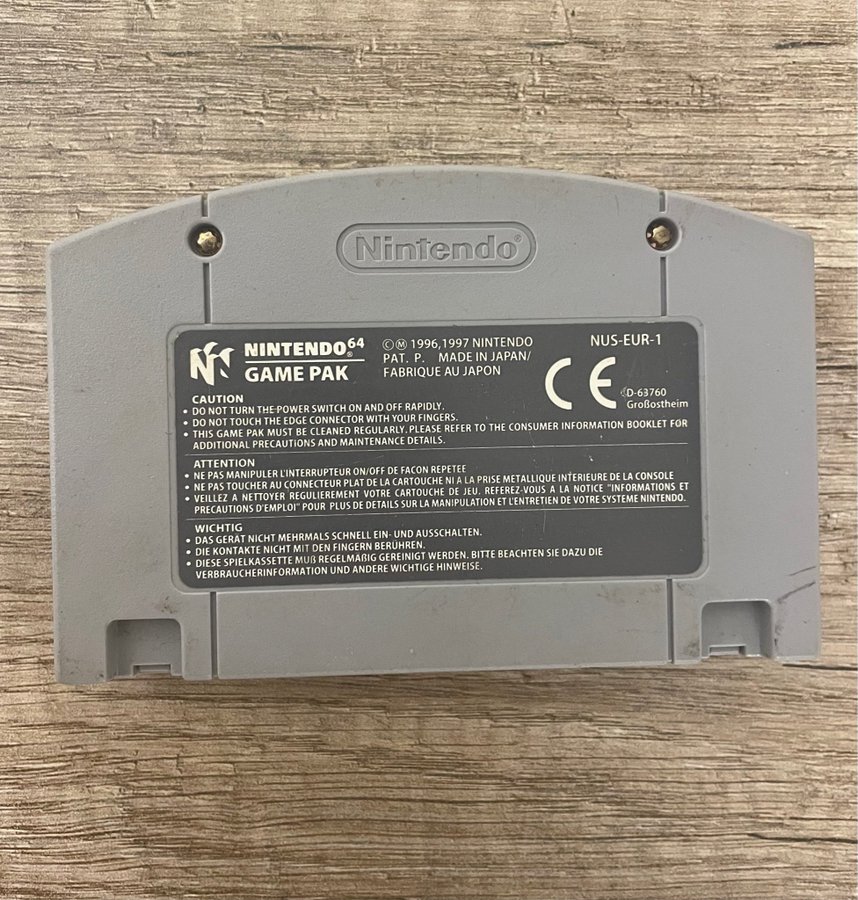 Nintendo®
NINTENDO64®
GAME PAK
©Ⓜ 1996,1997 NINTENDO
PAT. P. MADE IN JAPAN/
FABRIQUE AU JAPON
NUS-EUR-1
CE
D-63760
Großostheim
CAUTION
• DO NOT TURN THE POWER SWITCH ON AND OFF RAPIDLY.
• DO NOT TOUCH THE EDGE CONNECTOR WITH YOUR FINGERS.
• THIS GAME PAK MUST BE CLEANED REGULARLY. PLEASE REFER TO THE CONSUMER INFORMATION BOOKLET FOR
ADDITIONAL PRECAUTIONS AND MAINTENANCE DETAILS.
ATTENTION
• NE PAS MANIPULER L'INTERRUPTEUR ON/OFF DE FACON REPETEE
• NE PAS TOUCHER AU CONNECTEUR PLAT DE LA CARTOUCHE NI A LA PRISE METALLIQUE INTERIEURE DE LA CONSOLE
• VEILLEZ A NETTOYER REGULIEREMENT VOTRE CARTOUCHE DE JEU. REFEREZ-VOUS A LA NOTICE "INFORMATIONS ET
PRECAUTIONS D'EMPLOI" POUR PLUS DE DETAILS SUR LA MANIPULATION ET L'ENTRETIEN DE VOTRE SYSTEME NINTENDO.
WICHTIG
• DAS GERÄT NICHT MEHRMALS SCHNELL EIN- UND AUSSCHALTEN.
• DIE KONTAKTE NICHT MIT DEN FINGERN BERÜHREN.
• DIESE SPIELKASSETTE MUß REGELMÄßIG GEREINIGT WERDEN. BITTE BEACHTEN SIE DAZU DIE
VERBRAUCHERINFORMATION UND ANDERE WICHTIGE HINWEISE.